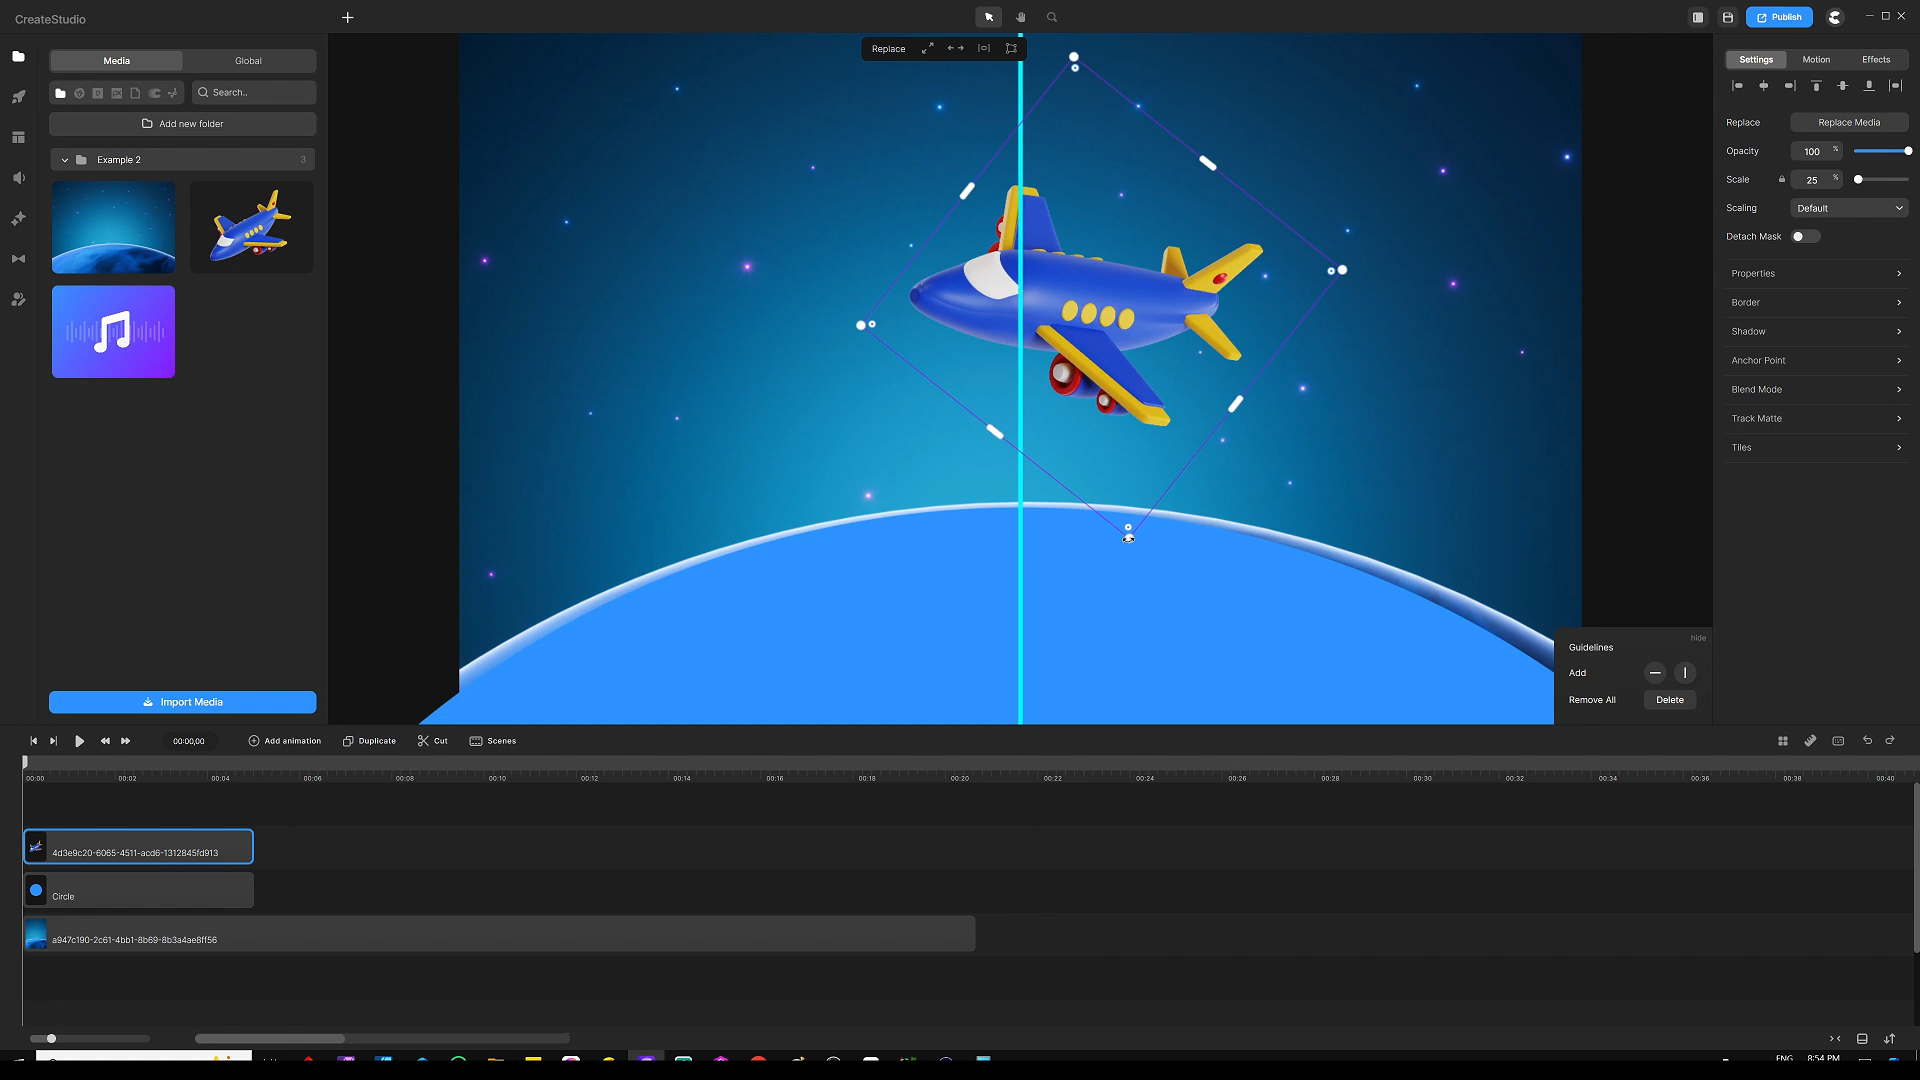 CreateStudio
Publish
Media
Global
Search..
Add new folder
Example 2
3
Import Media
Replace
Settings
Motion
Effects
Replace
Replace Media
Opacity
100
%
Scale
25
%
Scaling
Default
Detach Mask
Properties
Border
Shadow
Anchor Point
Blend Mode
Track Matte
Tiles
hide
Guidelines
Add
Remove All
Delete
00:00,00
Add animation
Duplicate
Cut
Scenes
00:00
00:02
00:04
00:06
00:08
00:10
00:12
00:14
00:16
00:18
00:20
00:22
00:24
00:26
00:28
00:30
00:32
00:34
00:36
00:38
00:40
4d3e9c20-6065-4511-acd6-1312845fd913
Circle
a947c190-2c61-4bb1-8b69-8b3a4ae8ff56
ENG
8:54 PM